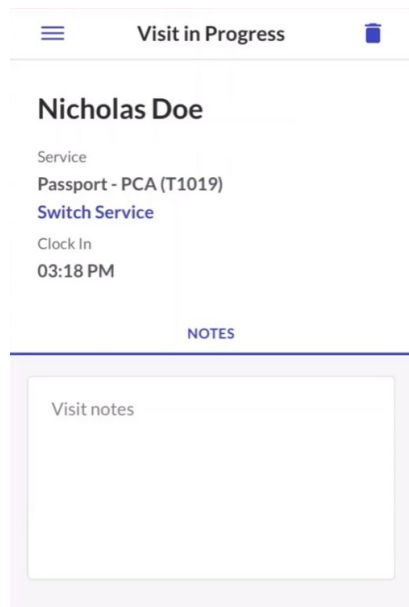 Visit in Progress
Nicholas Doe
Service
Passport - PCA (T1019)
Switch Service
Clock In
03:18 PM
NOTES
Visit notes